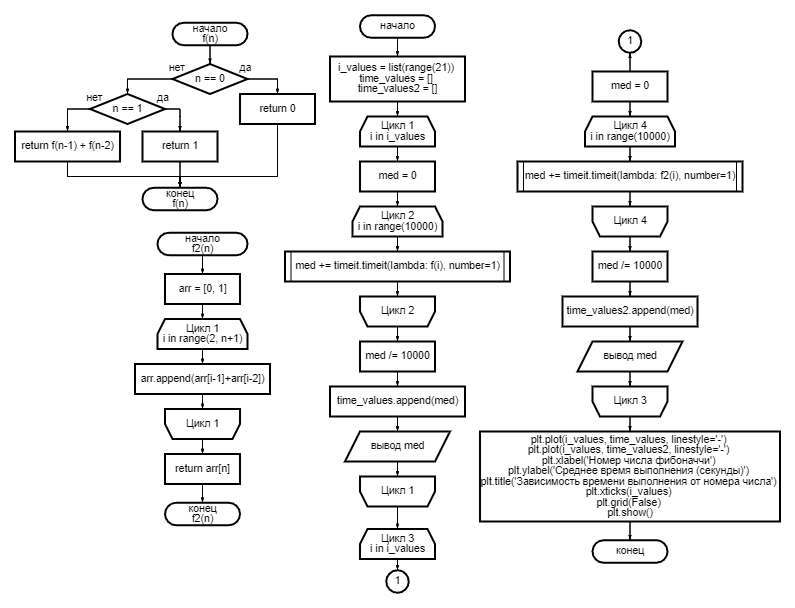 начало
f(n)
n == 0
нет
да
n == 1
нет
да
return 0
return f(n-1) + f(n-2)
return 1
конец
f(n)
начало
f2(n)
arr = [0, 1]
Цикл 1
i in range(2, n+1)
arr.append(arr[i-1]+arr[i-2])
Цикл 1
return arr[n]
конец
f2(n)
начало
i_values = list(range(21))
time_values = []
time_values2 = []
Цикл 1
i in i_values
med = 0
Цикл 2
i in range(10000)
med += timeit.timeit(lambda: f(i), number=1)
Цикл 2
med /= 10000
time_values.append(med)
вывод med
Цикл 1
Цикл 3
i in i_values
1
1
med = 0
Цикл 4
i in range(10000)
med += timeit.timeit(lambda: f2(i), number=1)
Цикл 4
med /= 10000
time_values2.append(med)
вывод med
Цикл 3
plt.plot(i_values, time_values, linestyle='-')
plt.plot(i_values, time_values2, linestyle='-')
plt.xlabel('Номер числа фибоначчи')
plt.ylabel('Среднее время выполнения (секунды)')
plt.title('Зависимость времени выполнения от номера числа')
plt.xticks(i_values)
plt.grid(False)
plt.show()
конец